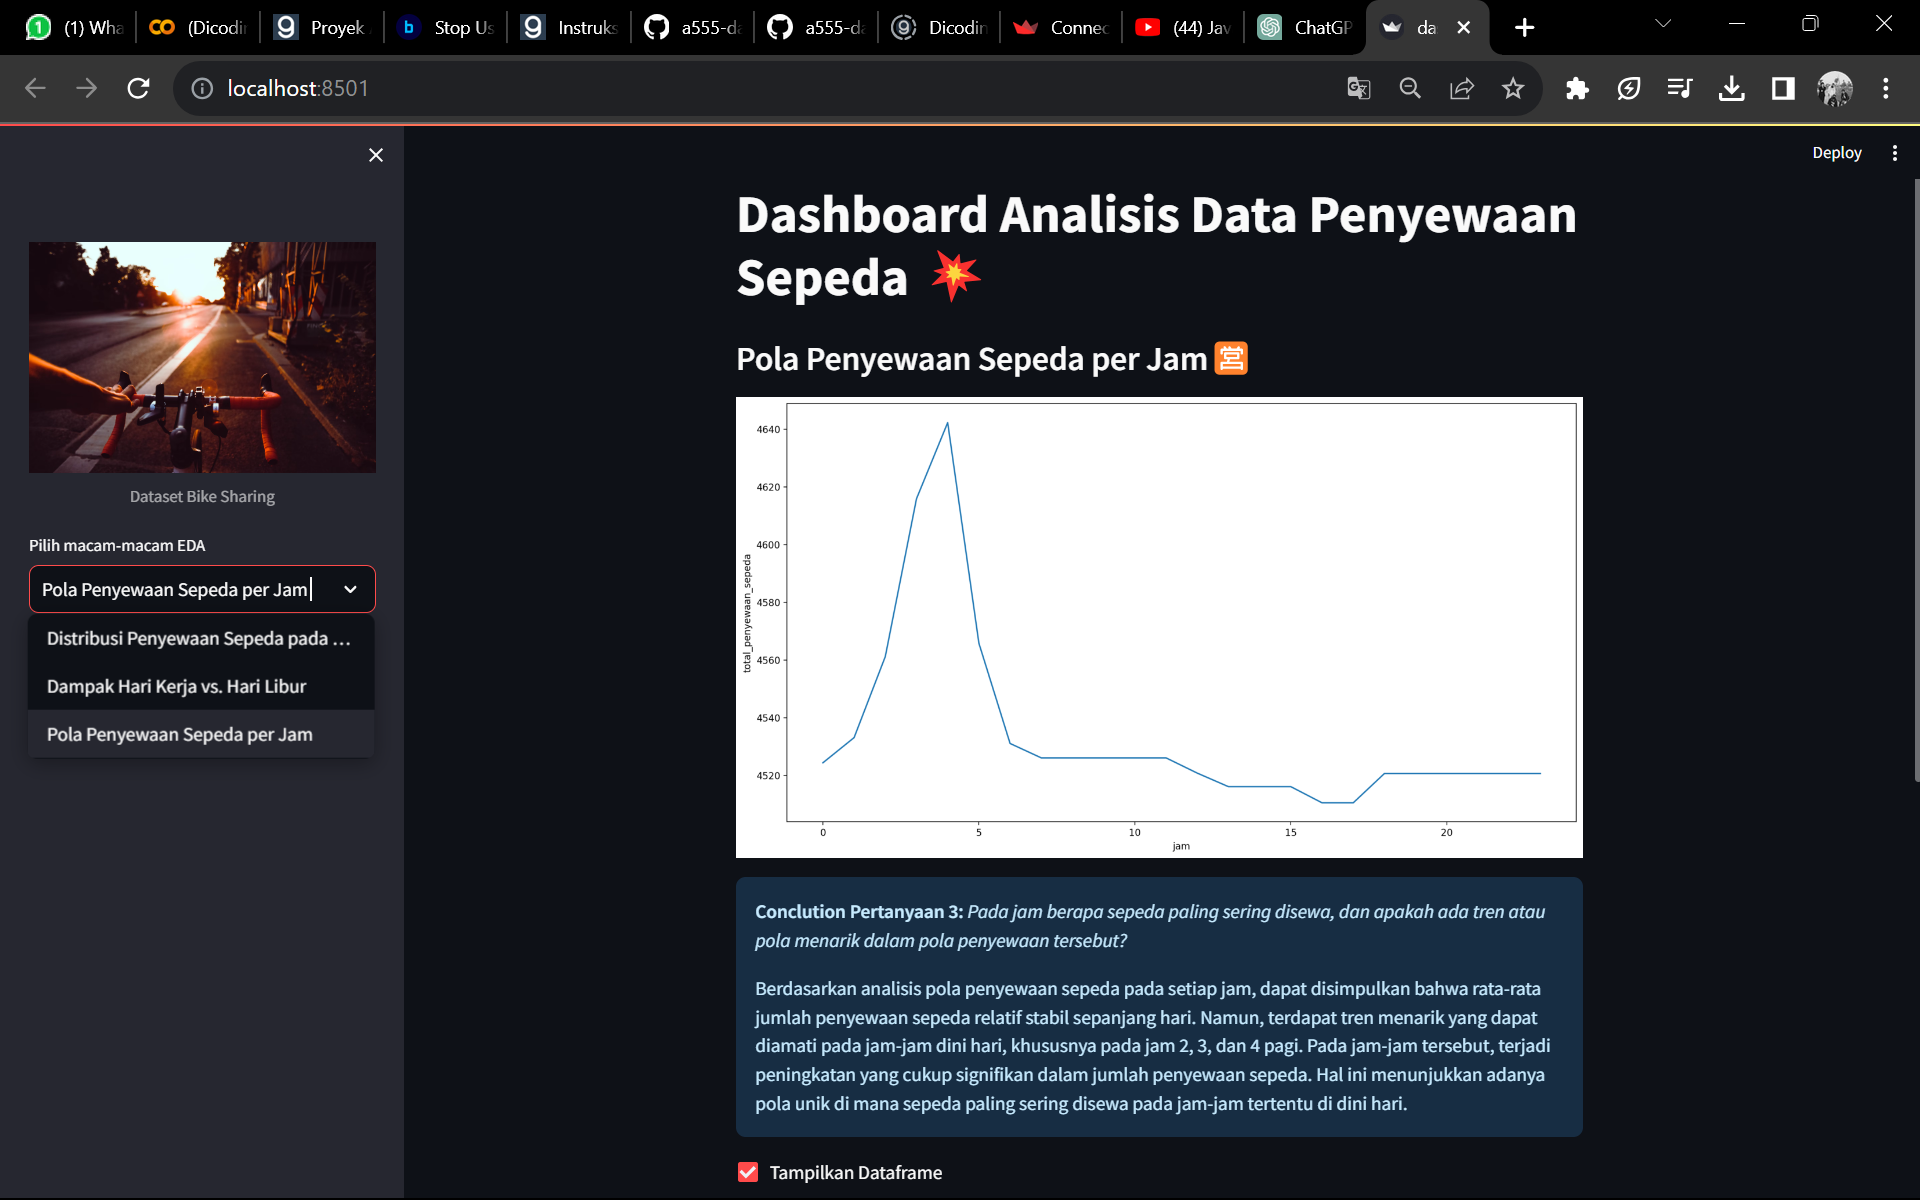 (1) Wha
(Dicodin
Proyek
Stop Us
Instruks
a555-da
a555-da
Dicodin
Connec
(44) Jav
ChatGP
da
localhost:8501
Deploy
Dataset Bike Sharing
Pilih macam-macam EDA
Pola Penyewaan Sepeda per Jam
Distribusi Penyewaan Sepeda pada ...
Dampak Hari Kerja vs. Hari Libur
Pola Penyewaan Sepeda per Jam
Dashboard Analisis Data Penyewaan
Sepeda 💥
Pola Penyewaan Sepeda per Jam 🈺
4640
4620
4600
4580
4560
4540
4520
total_penyewaan_sepeda
0 5 10 15 20
jam
Conclution Pertanyaan 3: Pada jam berapa sepeda paling sering disewa, dan apakah ada tren atau
pola menarik dalam pola penyewaan tersebut?
Berdasarkan analisis pola penyewaan sepeda pada setiap jam, dapat disimpulkan bahwa rata-rata
jumlah penyewaan sepeda relatif stabil sepanjang hari. Namun, terdapat tren menarik yang dapat
diamati pada jam-jam dini hari, khususnya pada jam 2, 3, dan 4 pagi. Pada jam-jam tersebut, terjadi
peningkatan yang cukup signifikan dalam jumlah penyewaan sepeda. Hal ini menunjukkan adanya
pola unik di mana sepeda paling sering disewa pada jam-jam tertentu di dini hari.
Tampilkan Dataframe